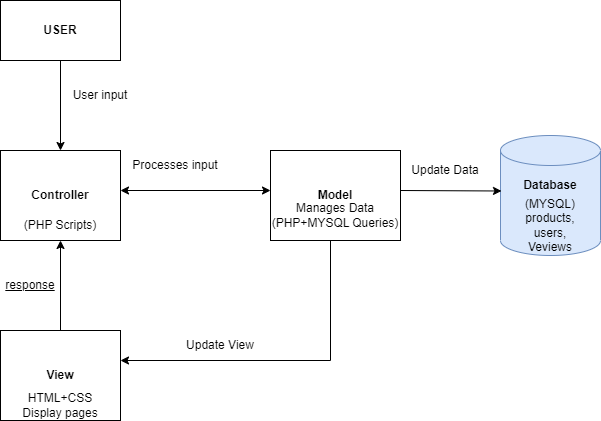 USER
User input
Processes input
Update Data
Controller
(PHP Scripts)
Model
Manages Data
(PHP+MYSQL Queries)
Database
(MYSQL)
products,
users,
Veviews
response
Update View
View
HTML+CSS
Display pages